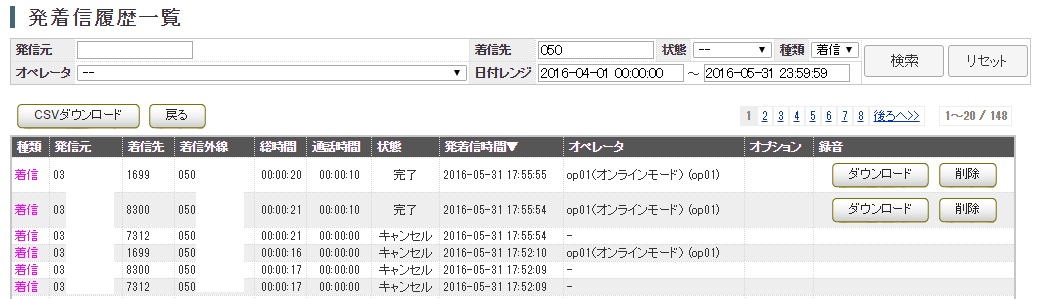 発着信履歴一覧
発信元 着信先 050 状態 -- 種類 着信 検索 リセット
オペレータ -- 日付レンジ 2016-04-01 00:00:00 ～ 2016-05-31 23:59:59
CSVダウンロード 戻る 1 2 3 4 5 6 7 8 後ろへ>> 1～20 / 148
種類 発信元 着信先 着信外線 総時間 通話時間 状態 発着信時間▼ オペレータ オプション 録音
着信 03 1699 050 00:00:20 00:00:10 完了 2016-05-31 17:55:55 op01(オンラインモード) (op01) ダウンロード 削除
着信 03 8300 050 00:00:21 00:00:10 完了 2016-05-31 17:55:54 op01(オンラインモード) (op01) ダウンロード 削除
着信 03 7312 050 00:00:21 00:00:00 キャンセル 2016-05-31 17:55:54 -
着信 03 1699 050 00:00:16 00:00:00 キャンセル 2016-05-31 17:52:10 op01(オンラインモード) (op01)
着信 03 8300 050 00:00:17 00:00:00 キャンセル 2016-05-31 17:52:09 -
着信 03 7312 050 00:00:17 00:00:00 キャンセル 2016-05-31 17:52:09 -